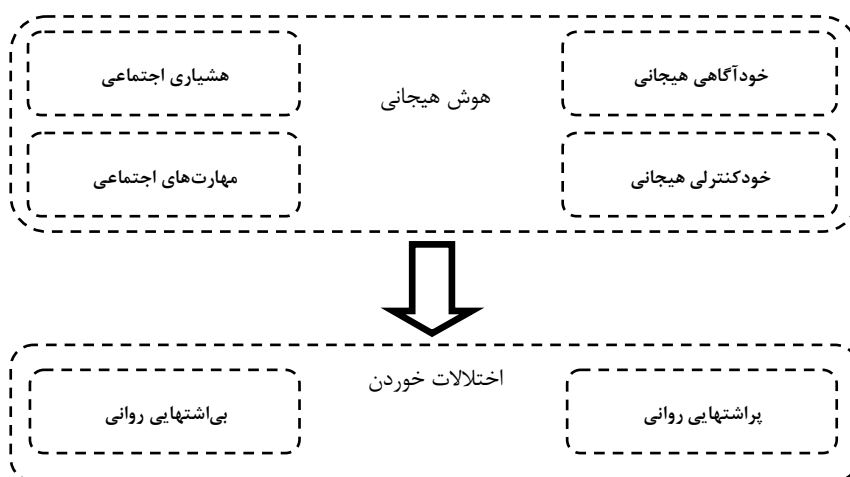 خودآگاهی هیجانی
هوش هیجانی
هشیاری اجتماعی
خودکنترلی هیجانی
مهارت‌های اجتماعی
اختلالات خوردن
پراشتهایی روانی
بی‌اشتهایی روانی